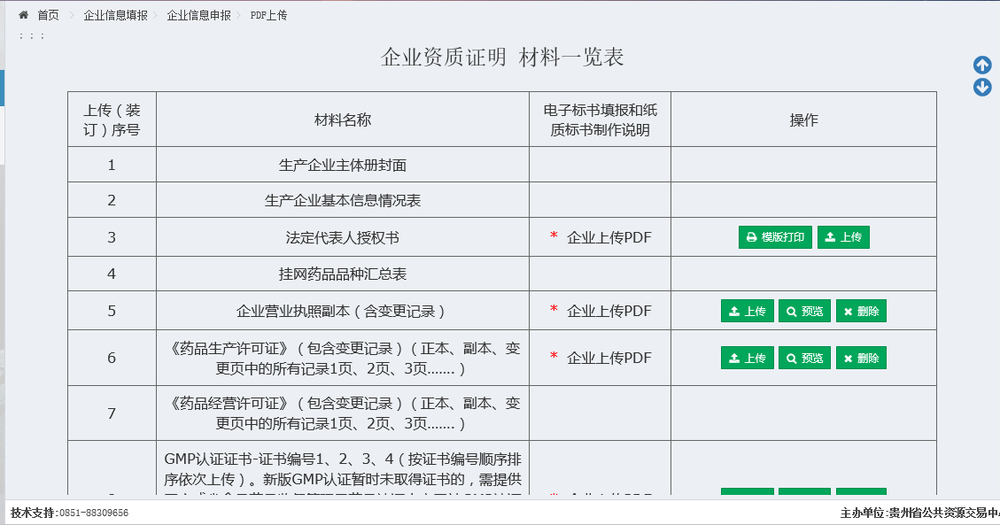 首页 企业信息填报 企业信息申报 PDF上传
: : :
企业资质证明 材料一览表
上传（装
订）序号
材料名称
电子标书填报和纸
质标书制作说明
操作
1 生产企业主体册封面
2 生产企业基本信息情况表
3 法定代表人授权书 * 企业上传PDF 模版打印 上传
4 挂网药品品种汇总表
5 企业营业执照副本（含变更记录） * 企业上传PDF 上传 预览 删除
6
《药品生产许可证》（包含变更记录）（正本、副本、变
更页中的所有记录1页、2页、3页.......）
* 企业上传PDF 上传 预览 删除
7
《药品经营许可证》（包含变更记录）（正本、副本、变
更页中的所有记录1页、2页、3页.......）
GMP认证证书-证书编号1、2、3、4（按证书编号顺序排
序依次上传）。新版GMP认证暂时未取得证书的，需提供
技术支持:0851-88309656
主办单位:贵州省公共资源交易中